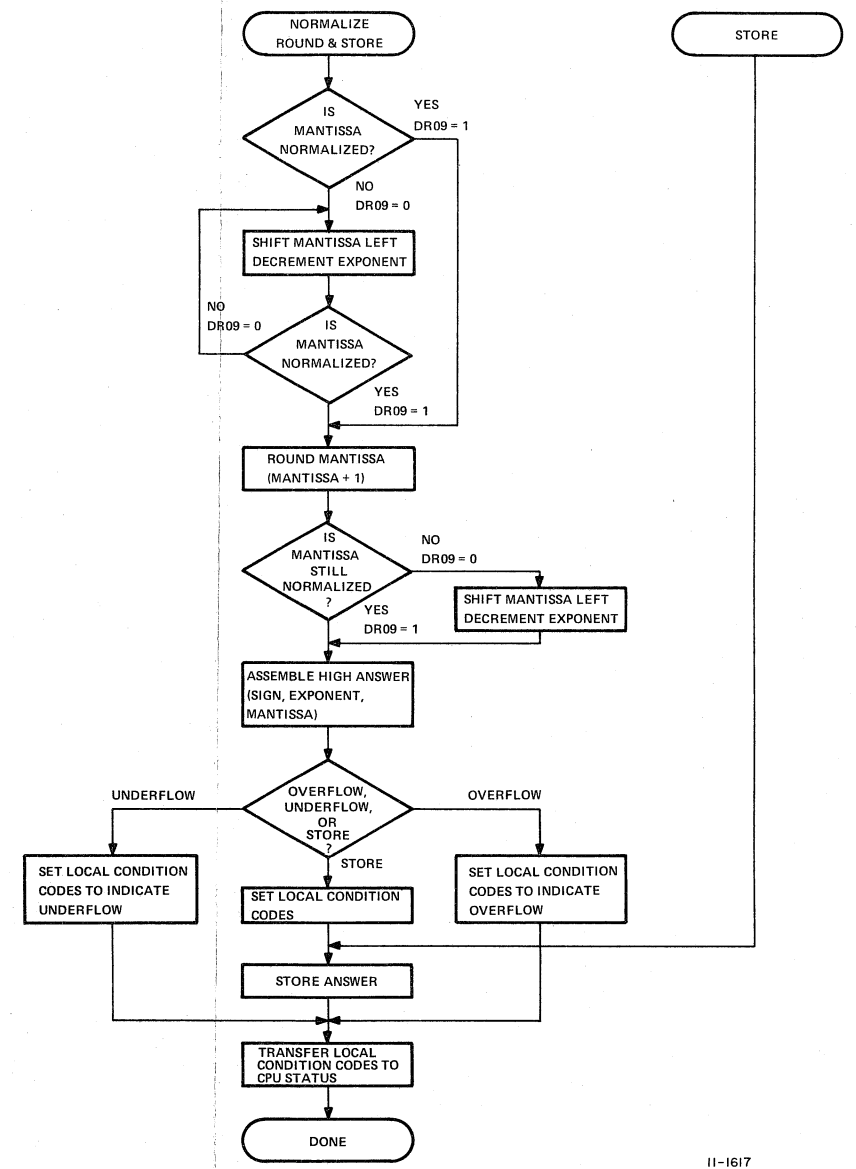 NORMALIZE
ROUND & STORE
STORE
IS
MANTISSA
NORMALIZED?
YES
DR09 = 1
NO
DR09 = 0
SHIFT MANTISSA LEFT
DECREMENT EXPONENT
NO
DR09 = 0
IS
MANTISSA
NORMALIZED?
YES
DR09 = 1
ROUND MANTISSA
(MANTISSA + 1)
IS
MANTISSA
STILL
NORMALIZED
?
NO
DR09 = 0
SHIFT MANTISSA LEFT
DECREMENT EXPONENT
YES
DR09 = 1
ASSEMBLE HIGH ANSWER
(SIGN, EXPONENT,
MANTISSA)
UNDERFLOW
OVERFLOW,
UNDERFLOW,
OR
STORE
?
OVERFLOW
STORE
SET LOCAL CONDITION
CODES TO INDICATE
UNDERFLOW
SET LOCAL CONDITION
CODES
SET LOCAL CONDITION
CODES TO INDICATE
OVERFLOW
STORE ANSWER
TRANSFER LOCAL
CONDITION CODES TO
CPU STATUS
DONE
11-1617